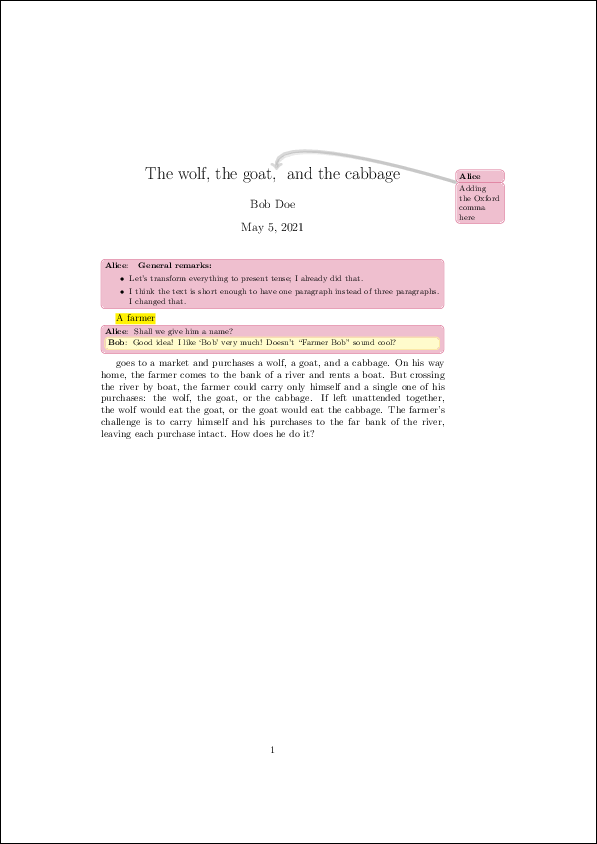 The wolf, the goat, and the cabbage
Alice
Adding
the Oxford
comma
here
Bob Doe
May 5, 2021
Alice: General remarks:
• Let's transform everything to present tense; I already did that.
• I think the text is short enough to have one paragraph instead of three paragraphs.
I changed that.
A farmer
Alice: Shall we give him a name?
Bob: Good idea! I like ‘Bob’ very much! Doesn't “Farmer Bob” sound cool?
goes to a market and purchases a wolf, a goat, and a cabbage. On his way
home, the farmer comes to the bank of a river and rents a boat. But crossing
the river by boat, the farmer could carry only himself and a single one of his
purchases: the wolf, the goat, or the cabbage. If left unattended together,
the wolf would eat the goat, or the goat would eat the cabbage. The farmer's
challenge is to carry himself and his purchases to the far bank of the river,
leaving each purchase intact. How does he do it?
1